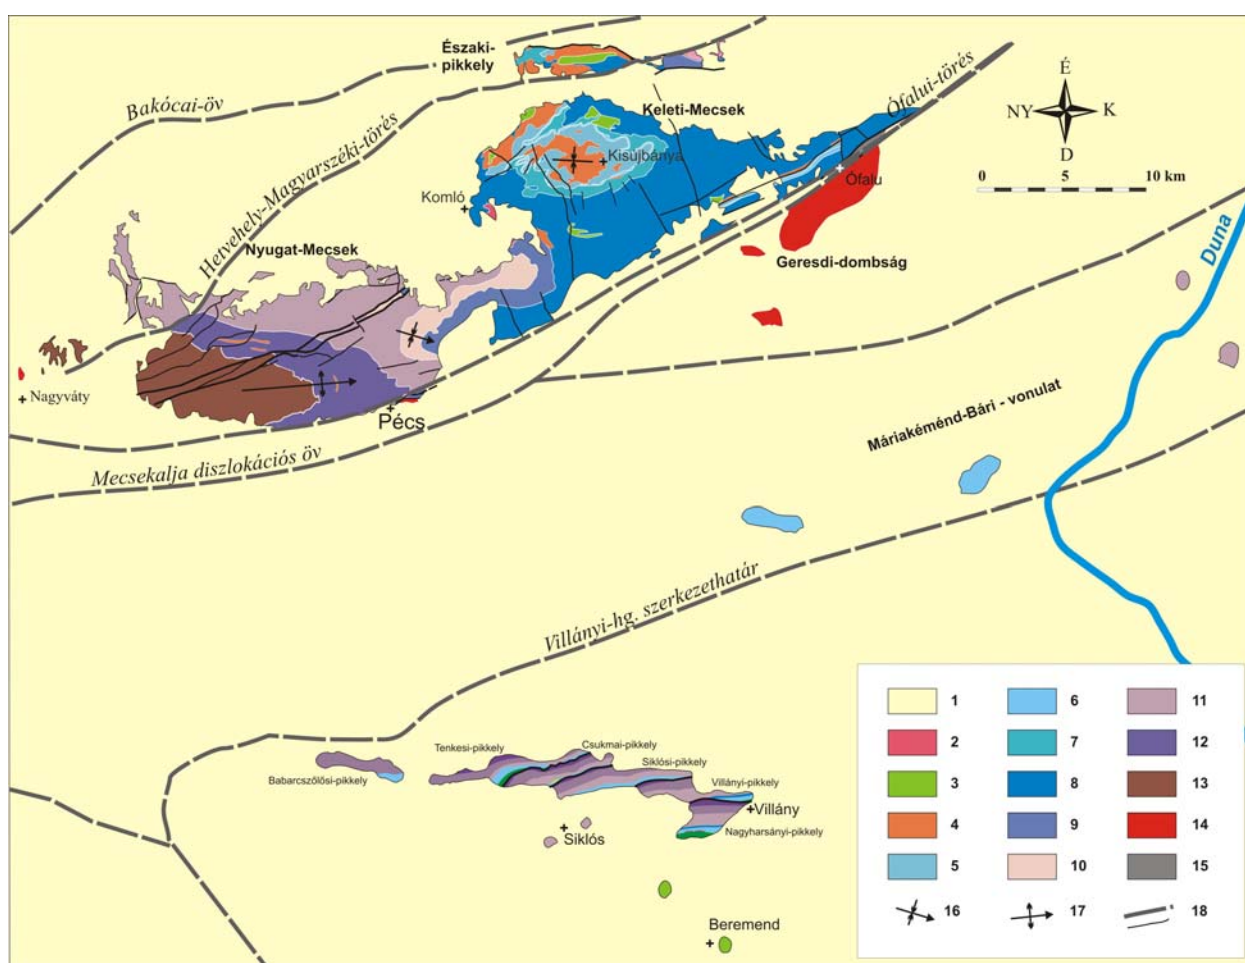 Északi-
pikkely
Bakócai-öv
Keleti-Mecsek
Ófalui-törés
É
NY
K
D
Kisújbánya
Ófalu
0 5 10 km
Hetvehely-Magyarszéki-törés
Komló
Nyugat-Mecsek
Geresdi-dombság
Duna
Nagyváty
Pécs
Máriakéménd-Bári - vonulat
Mecsekalja diszlokációs öv
Villányi-hg. szerkezethatár
Babarcszőlősi-pikkely
Tenkesi-pikkely
Csukmai-pikkely
Siklósi-pikkely
Villányi-pikkely
Villány
Nagyharsányi-pikkely
Siklós
Beremend
1 6 11
2 7 12
3 8 13
4 9 14
5 10 15
16 17 18